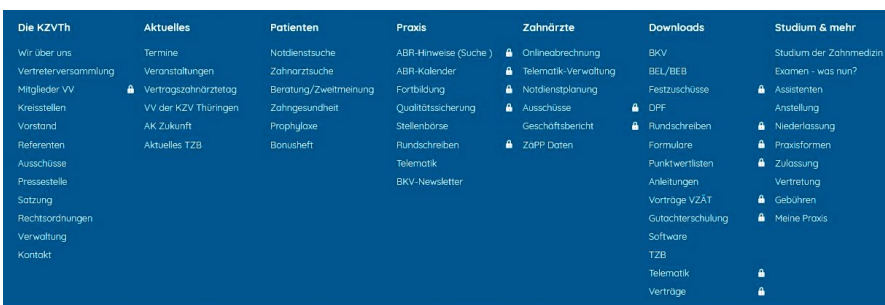 Die KZVTh
Wir über uns
Vertreterversammlung
Mitglieder VV
Kreisstellen
Vorstand
Referenten
Ausschüsse
Pressestelle
Satzung
Rechtsordnungen
Verwaltung
Kontakt
Aktuelles
Termine
Veranstaltungen
Vertragszahnärztetag
VV der KZV Thüringen
AK Zukunft
Aktuelles TZB
Patienten
Notdienstsuche
Zahnarztsuche
Beratung/Zweitmeinung
Zahngesundheit
Prophylaxe
Bonusheft
Praxis
ABR-Hinweise (Suche )
ABR-Kalender
Fortbildung
Qualitätssicherung
Stellenbörse
Rundschreiben
Telematik
BKV-Newsletter
Zahnärzte
Onlineabrechnung
Telematik-Verwaltung
Notdienstplanung
Ausschüsse
Geschäftsbericht
ZäPP Daten
Downloads
BKV
BEL/BEB
Festzuschüsse
DPF
Rundschreiben
Formulare
Punktwertlisten
Anleitungen
Vorträge VZÄT
Gutachterschulung
Software
TZB
Telematik
Verträge
Studium & mehr
Studium der Zahnmedizin
Examen - was nun?
Assistenten
Anstellung
Niederlassung
Praxisformen
Zulassung
Vertretung
Gebühren
Meine Praxis